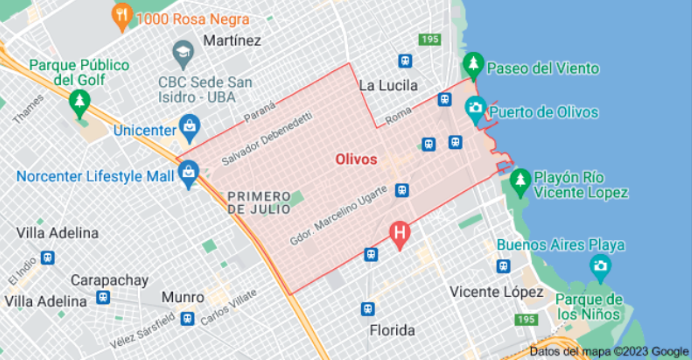 1000 Rosa Negra
Martínez
195
Parque Público
del Golf
CBC Sede San
Isidro - UBA
La Lucila
Paseo del Viento
Thames
Paraná
Roma
Puerto de Olivos
Unicenter
Salvador Debenedetti
Olivos
Norcenter Lifestyle Mall
PRIMERO
DE JULIO
Gdor. Marcelino Ugarte
Playón Río
Vicente Lopez
H
Villa Adelina
Buenos Aires Playa
El Indio
Carapachay
Villa Adelina
Munro
Carlos Villate
Vicente López
Parque de
los Niños
Vélez Sársfield
195
Florida
Datos del mapa ©2023 Google